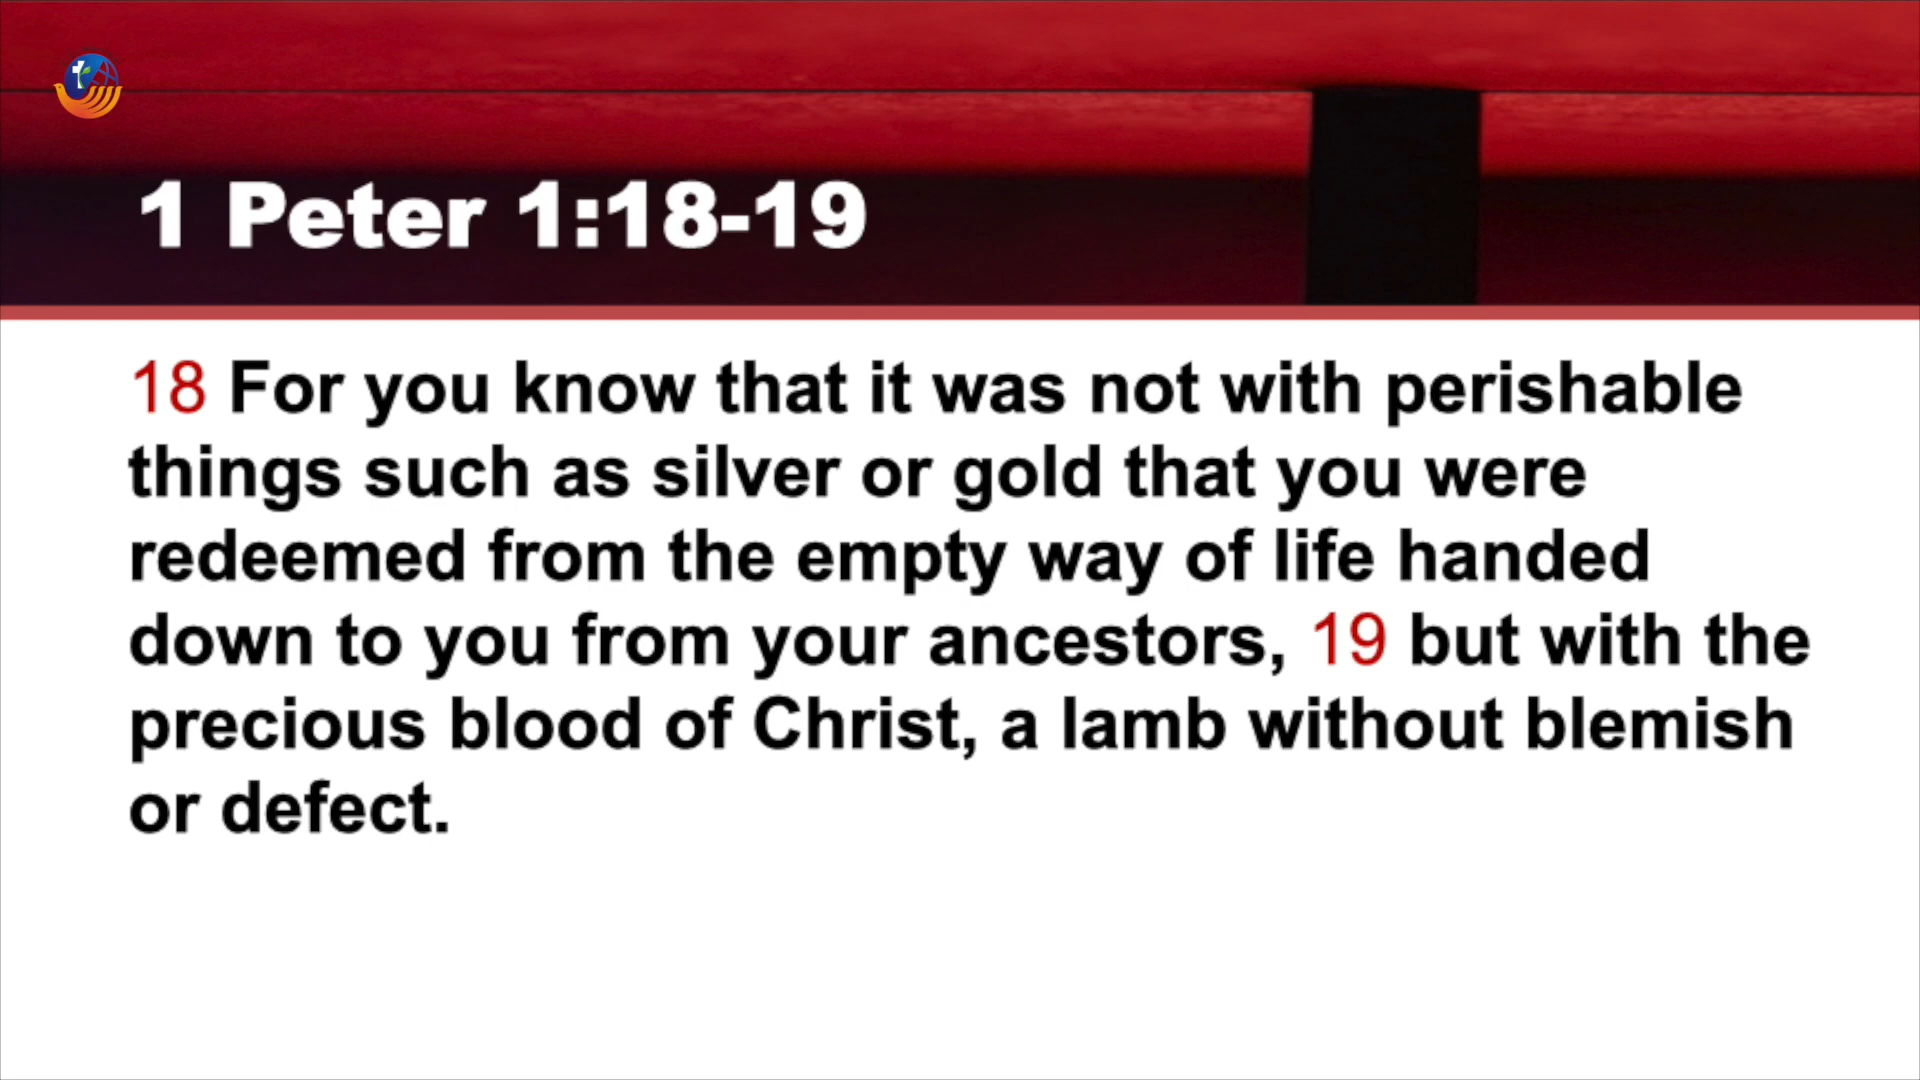 1 Peter 1:18-19
18 For you know that it was not with perishable
things such as silver or gold that you were
redeemed from the empty way of life handed
down to you from your ancestors, 19 but with the
precious blood of Christ, a lamb without blemish
or defect.